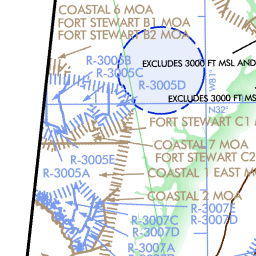 COASTAL 6 MOA
FORT STEWART B1 MOA
FORT STEWART B2 MOA
R-3005B
EXCLUDES 3000 FT MSL AND
R-3005C
R-3005D
W81°
EXCLUDES 3000 FT MS
N32°
FORT STEWART C1 M
COASTAL 7 MOA
FORT STEWART C2
R-3005E
R-3005A
COASTAL 1 EAST M
COASTAL 2 MOA
R-3007E
R-3007C
R-3007D
R-3007D
R-3007A
R-3007D